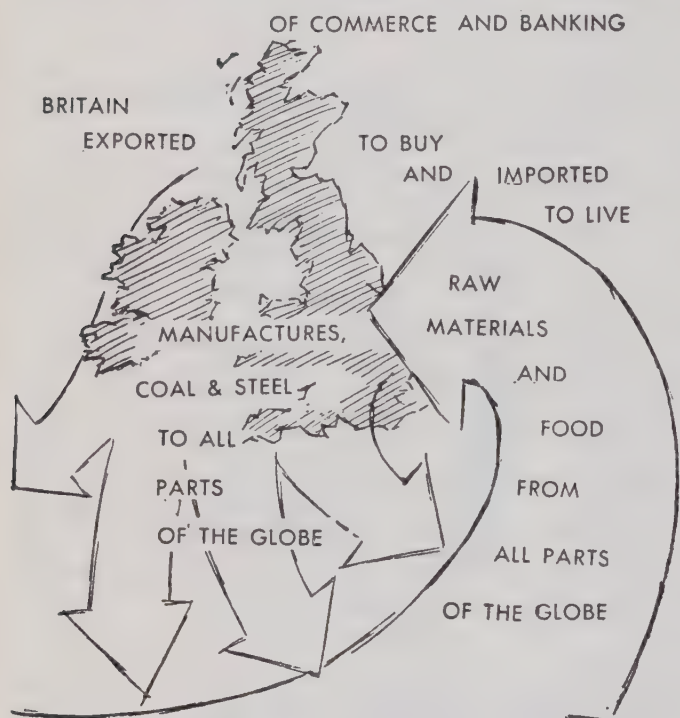 OF COMMERCE AND BANKING
BRITAIN
EXPORTED
TO BUY
AND
IMPORTED
TO LIVE
MANUFACTURES,
COAL & STEEL
TO ALL
PARTS
OF THE GLOBE
RAW
MATERIALS
AND
FOOD
FROM
ALL PARTS
OF THE GLOBE